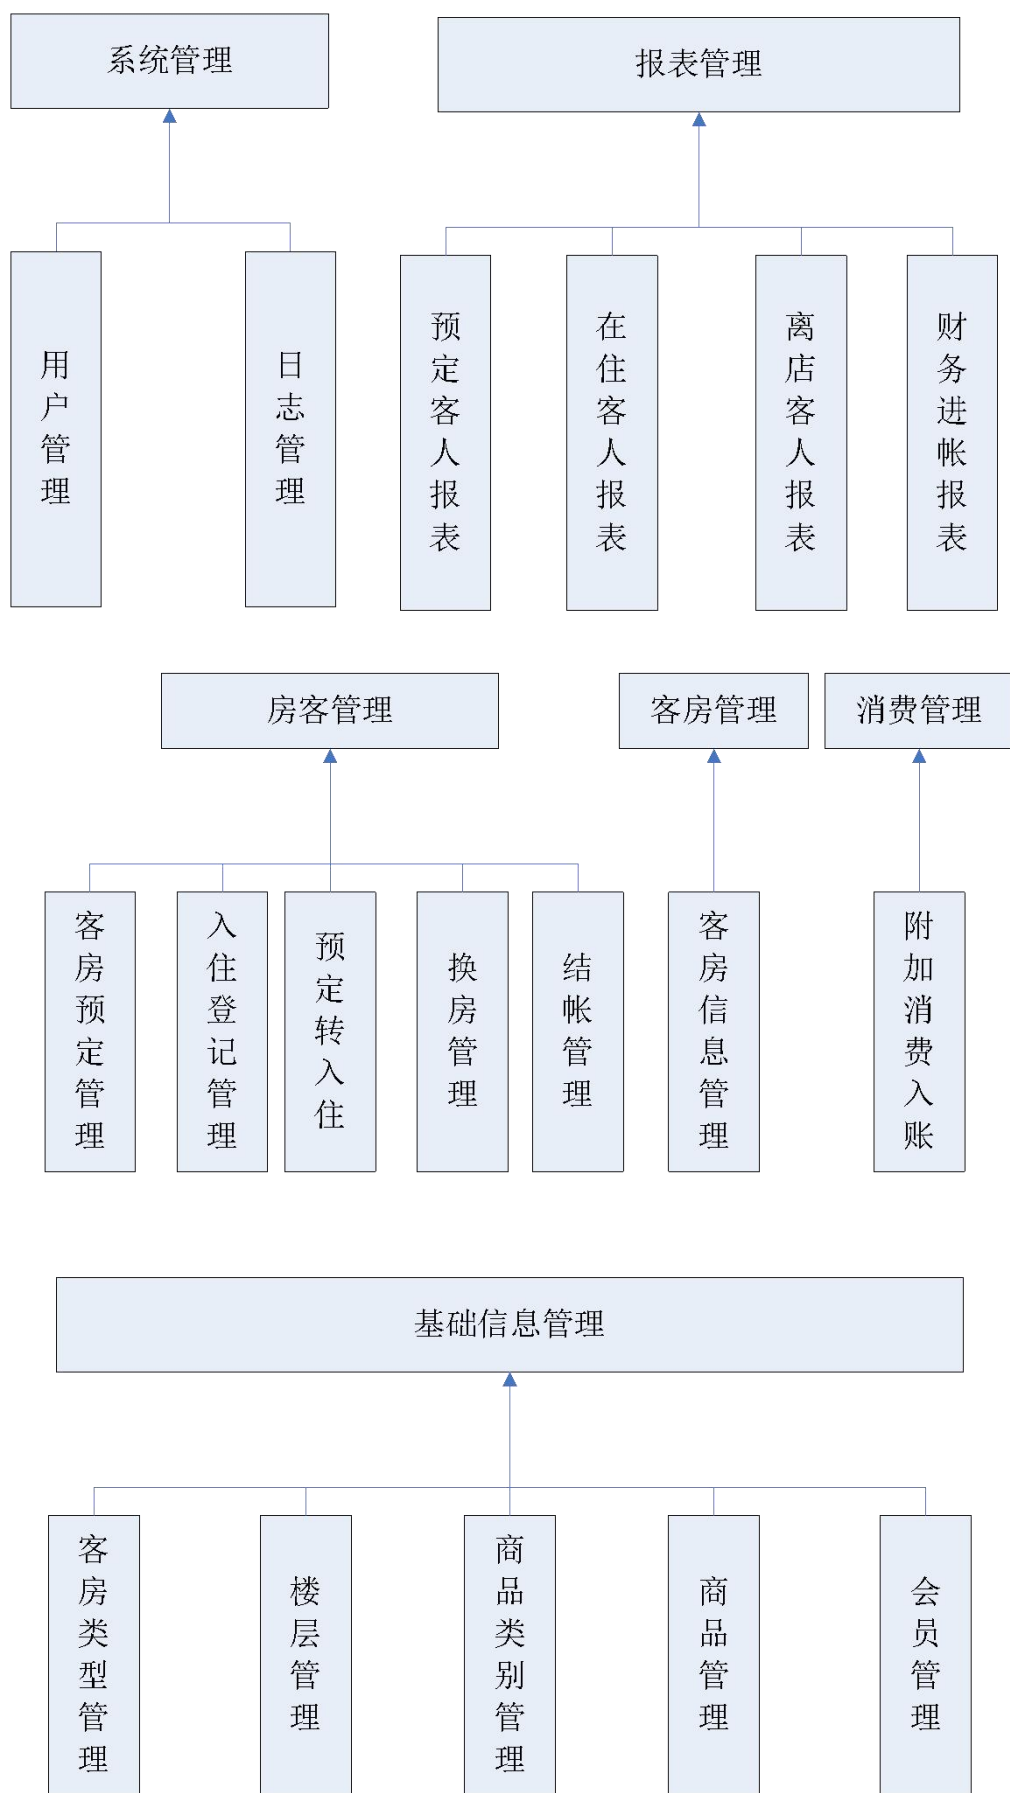 系统管理
报表管理
用户管理
日志管理
预定客人报表
在住客人报表
离店客人报表
财务进帐报表
房客管理
客房管理
消费管理
客房预定管理
入住登记管理
预定转入住
换房管理
结帐管理
客房信息管理
附加消费入账
基础信息管理
客房类型管理
楼层管理
商品类别管理
商品管理
会员管理